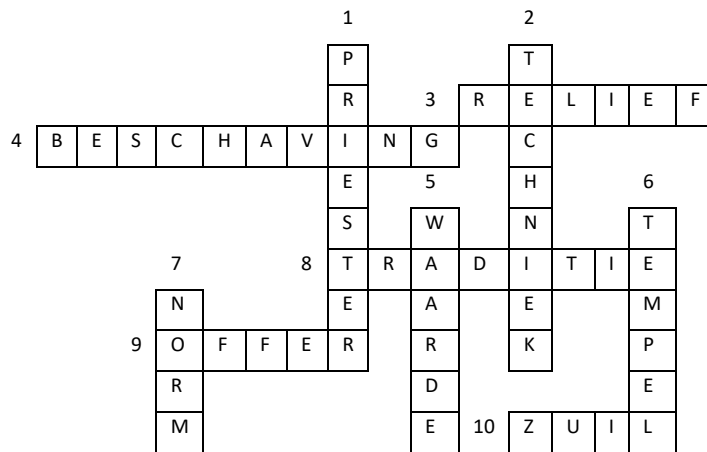 1 2
P T
R 3 R E L I E F
4 B E S C H A V I N G C
E 5 H 6
S W N T
7 8 T R A D I T I E
N E A E M
9 O F F E R R K P
R D E
M E 10 Z U I L